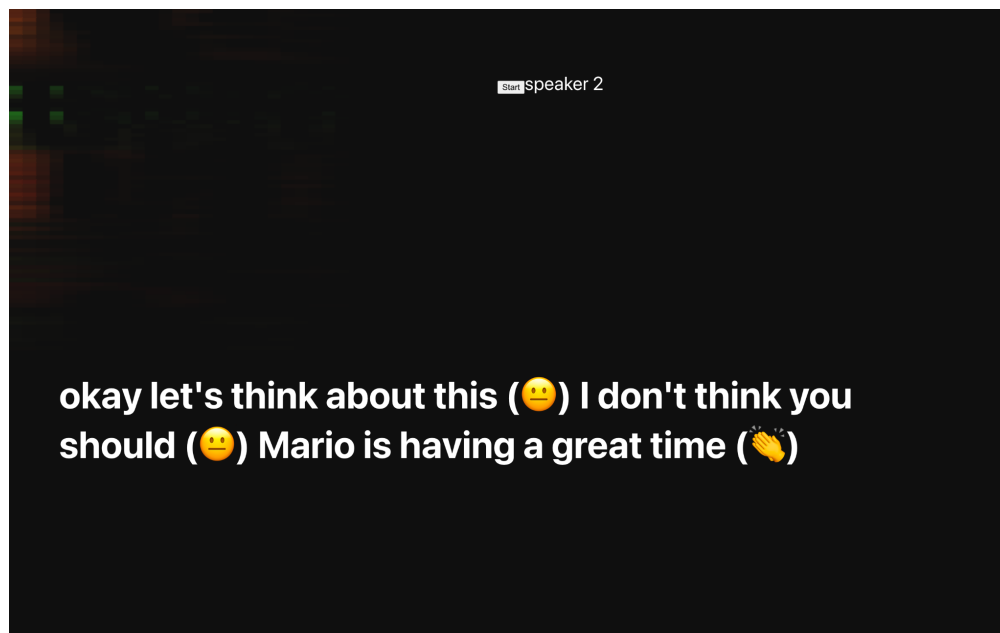 Start speaker 2
okay let's think about this (😐) I don't think you
should (😐) Mario is having a great time (👏)